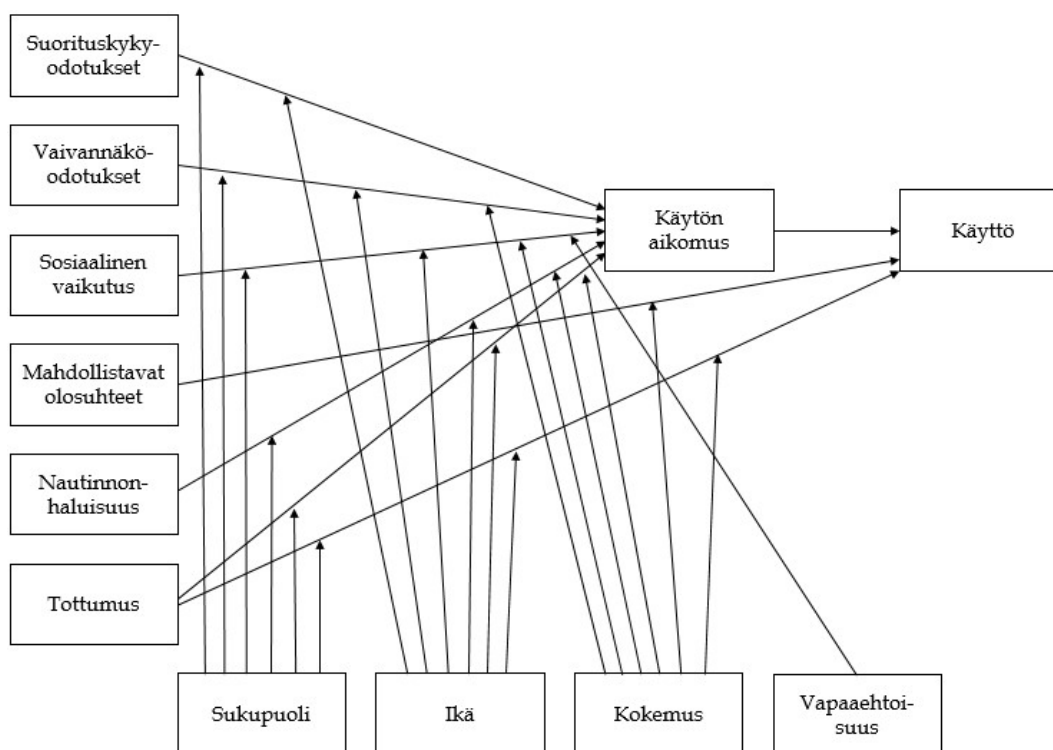 Suorituskyky-
odotukset
Vaivannäkö-
odotukset
Sosiaalinen
vaikutus
Mahdollistavat
olosuhteet
Nautinnon-
haluisuus
Tottumus
Käytön
aikomus
Käyttö
Sukupuoli
Ikä
Kokemus
Vapaaehtoi-
suus